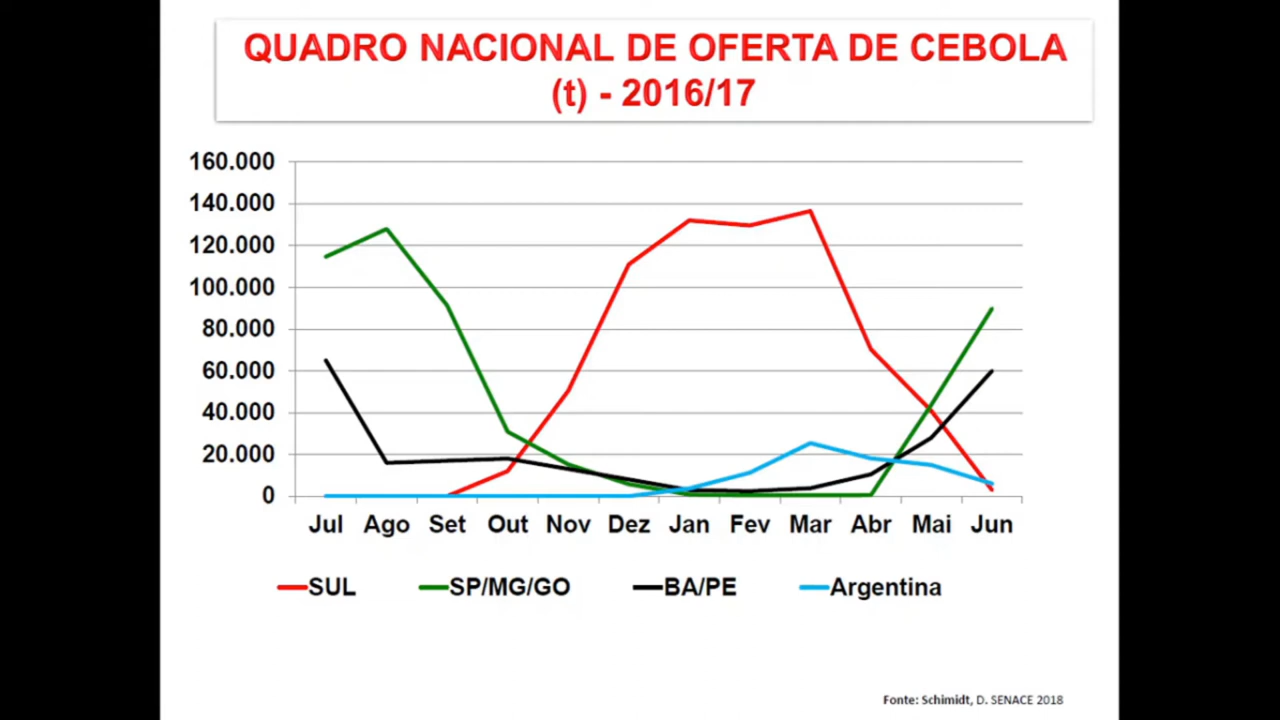 QUADRO NACIONAL DE OFERTA DE CEBOLA
(t) - 2016/17
160.000
140.000
120.000
100.000
80.000
60.000
40.000
20.000
0
Jul Ago Set Out Nov Dez Jan Fev Mar Abr Mai Jun
SUL SP/MG/GO BA/PE Argentina
Fonte: Schimidt, D. SENACE 2018